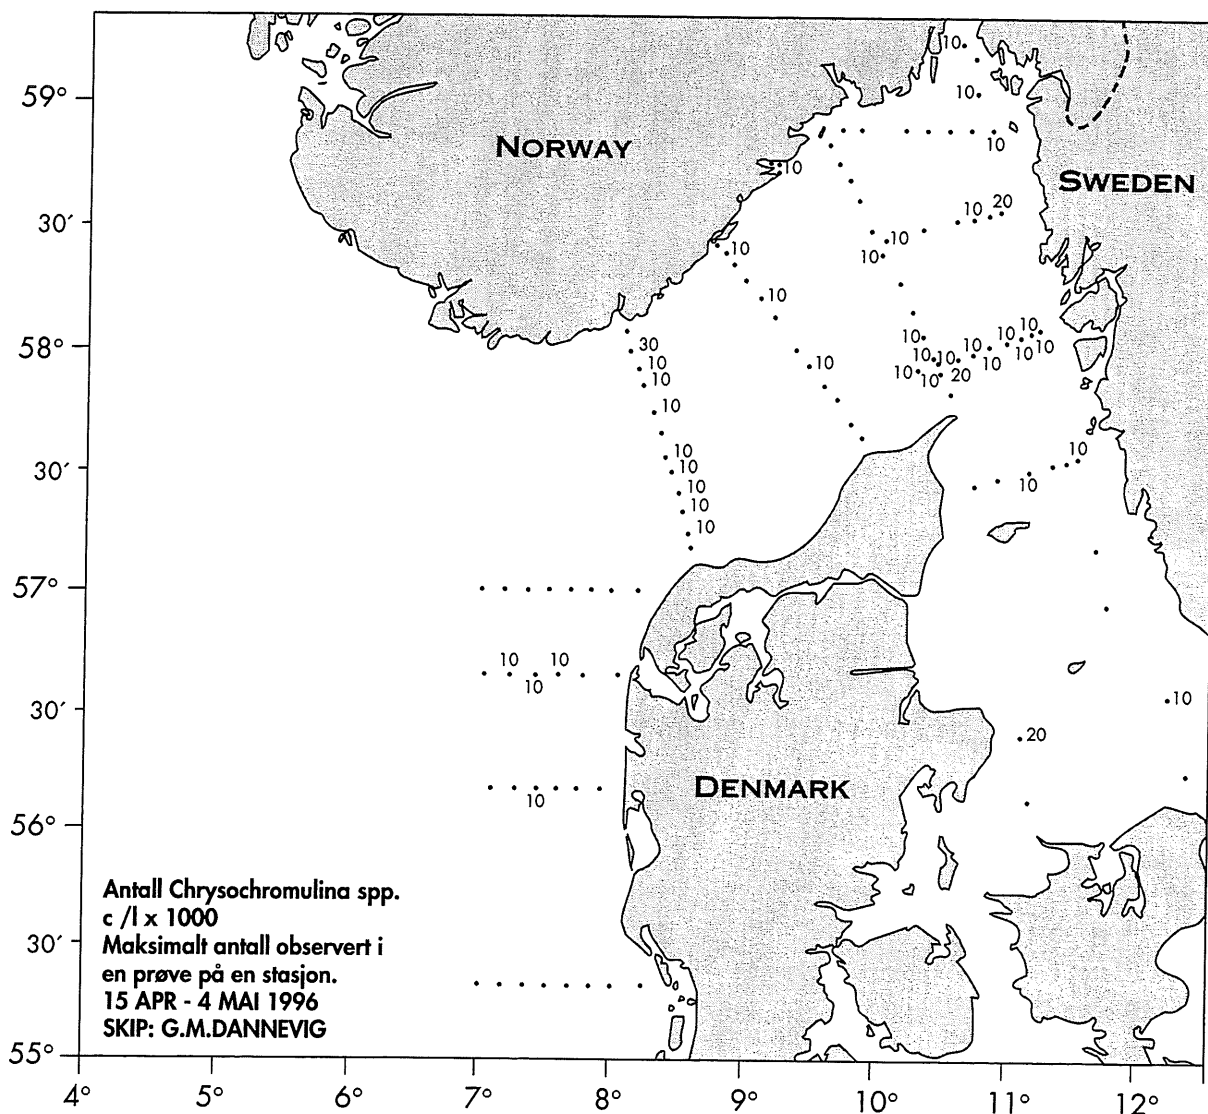 10
59°
10
10
NORWAY
10
SWEDEN
30′
10 20
10
10
10
10
10
58°
30
10
10 10 10
10
10 10 10
10 10
10
10 10 20
10
30′
10
10
10
10
10
10
10
57°
10 10
10
30′
10
20
DENMARK
10
56°
Antall Chrysochromulina spp.
c /l x 1000
Maksimalt antall observert i
30′
en prøve på en stasjon.
15 APR - 4 MAI 1996
SKIP: G.M.DANNEVIG
55°
4° 5° 6° 7° 8° 9° 10° 11° 12°